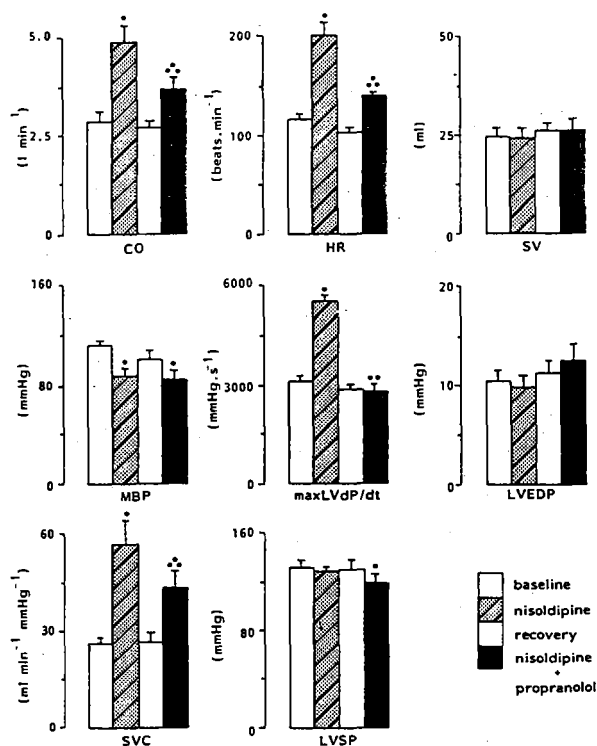 5.0
2.5
0
(l min⁻¹)
CO
200
100
0
(beats.min⁻¹)
HR
50
25
0
(ml)
SV
160
80
0
(mmHg)
MBP
6000
3000
0
(mmHg.s⁻¹)
maxLVdP/dt
20
10
0
(mmHg)
LVEDP
60
30
0
(ml min⁻¹ mmHg⁻¹)
SVC
160
80
0
(mmHg)
LVSP
baseline
nisoldipine
recovery
nisoldipine
+
propranolol